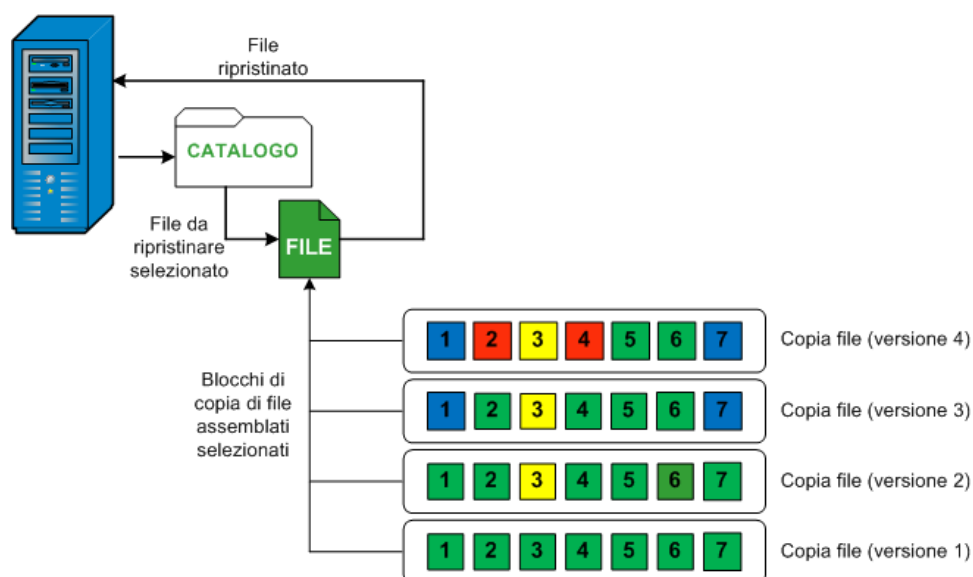 File
ripristinato
CATALOGO
File da
ripristinare
selezionato
FILE
1 2 3 4 5 6 7 Copia file (versione 4)
Blocchi di
copia di file
assemblati
selezionati
1 2 3 4 5 6 7 Copia file (versione 3)
1 2 3 4 5 6 7 Copia file (versione 2)
1 2 3 4 5 6 7 Copia file (versione 1)